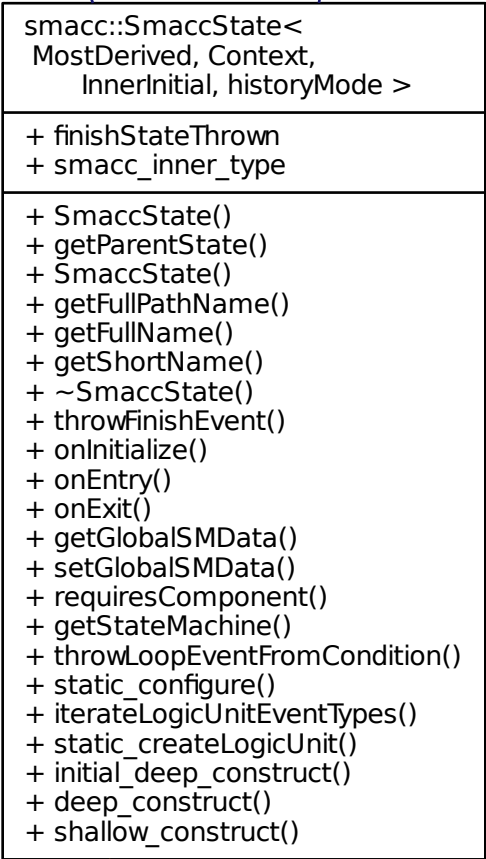 smacc::SmaccState<
MostDerived, Context,
InnerInitial, historyMode >
+ finishStateThrown
+ smacc_inner_type
+ SmaccState()
+ getParentState()
+ SmaccState()
+ getFullPathName()
+ getFullName()
+ getShortName()
+ ~SmaccState()
+ throwFinishEvent()
+ onInitialize()
+ onEntry()
+ onExit()
+ getGlobalSMData()
+ setGlobalSMData()
+ requiresComponent()
+ getStateMachine()
+ throwLoopEventFromCondition()
+ static_configure()
+ iterateLogicUnitEventTypes()
+ static_createLogicUnit()
+ initial_deep_construct()
+ deep_construct()
+ shallow_construct()